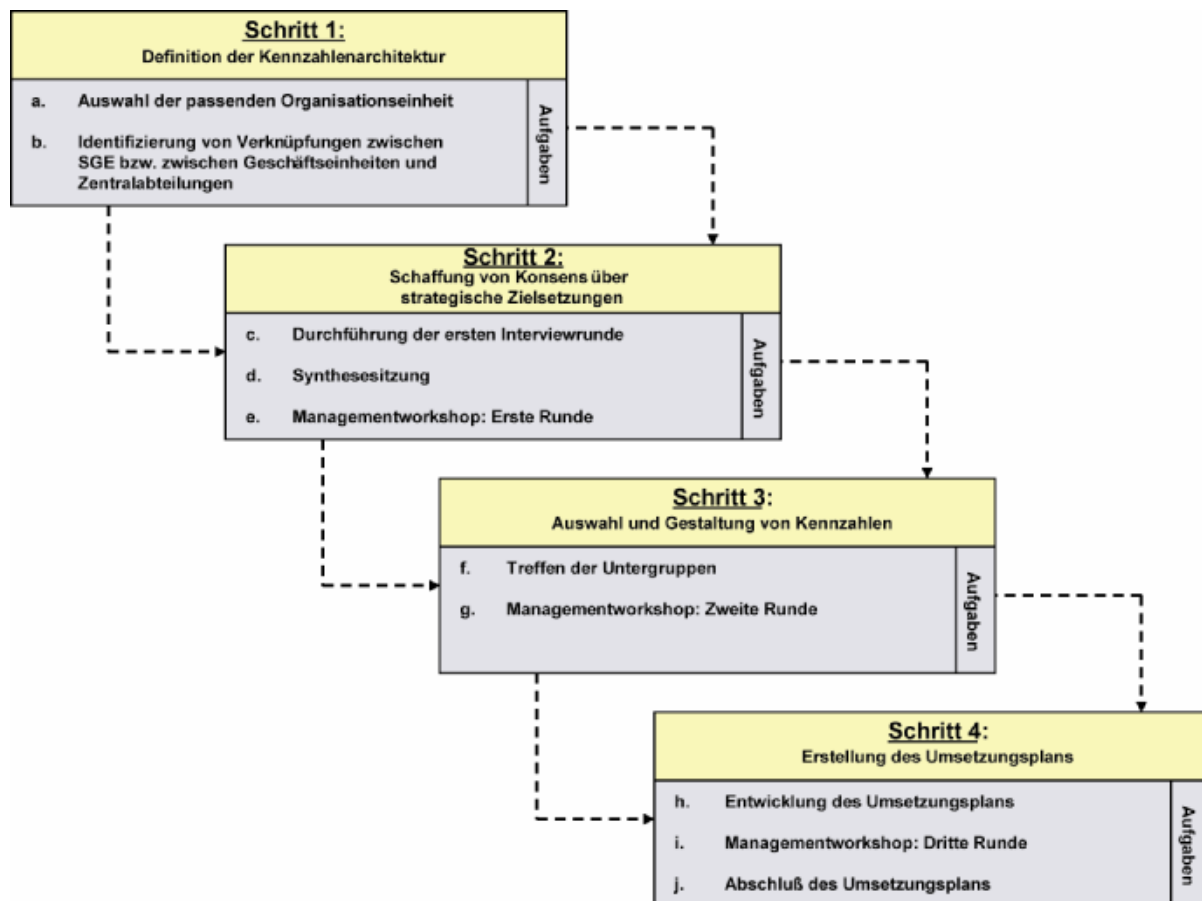 Schritt 1:
Definition der Kennzahlenarchitektur
a. Auswahl der passenden Organisationseinheit
b. Identifizierung von Verknüpfungen zwischen
SGE bzw. zwischen Geschäftseinheiten und
Zentralabteilungen
Aufgaben
Schritt 2:
Schaffung von Konsens über
strategische Zielsetzungen
c. Durchführung der ersten Interviewrunde
d. Synthesesitzung
e. Managementworkshop: Erste Runde
Aufgaben
Schritt 3:
Auswahl und Gestaltung von Kennzahlen
f. Treffen der Untergruppen
g. Managementworkshop: Zweite Runde
Aufgaben
Schritt 4:
Erstellung des Umsetzungsplans
h. Entwicklung des Umsetzungsplans
i. Managementworkshop: Dritte Runde
j. Abschluß des Umsetzungsplans
Aufgaben